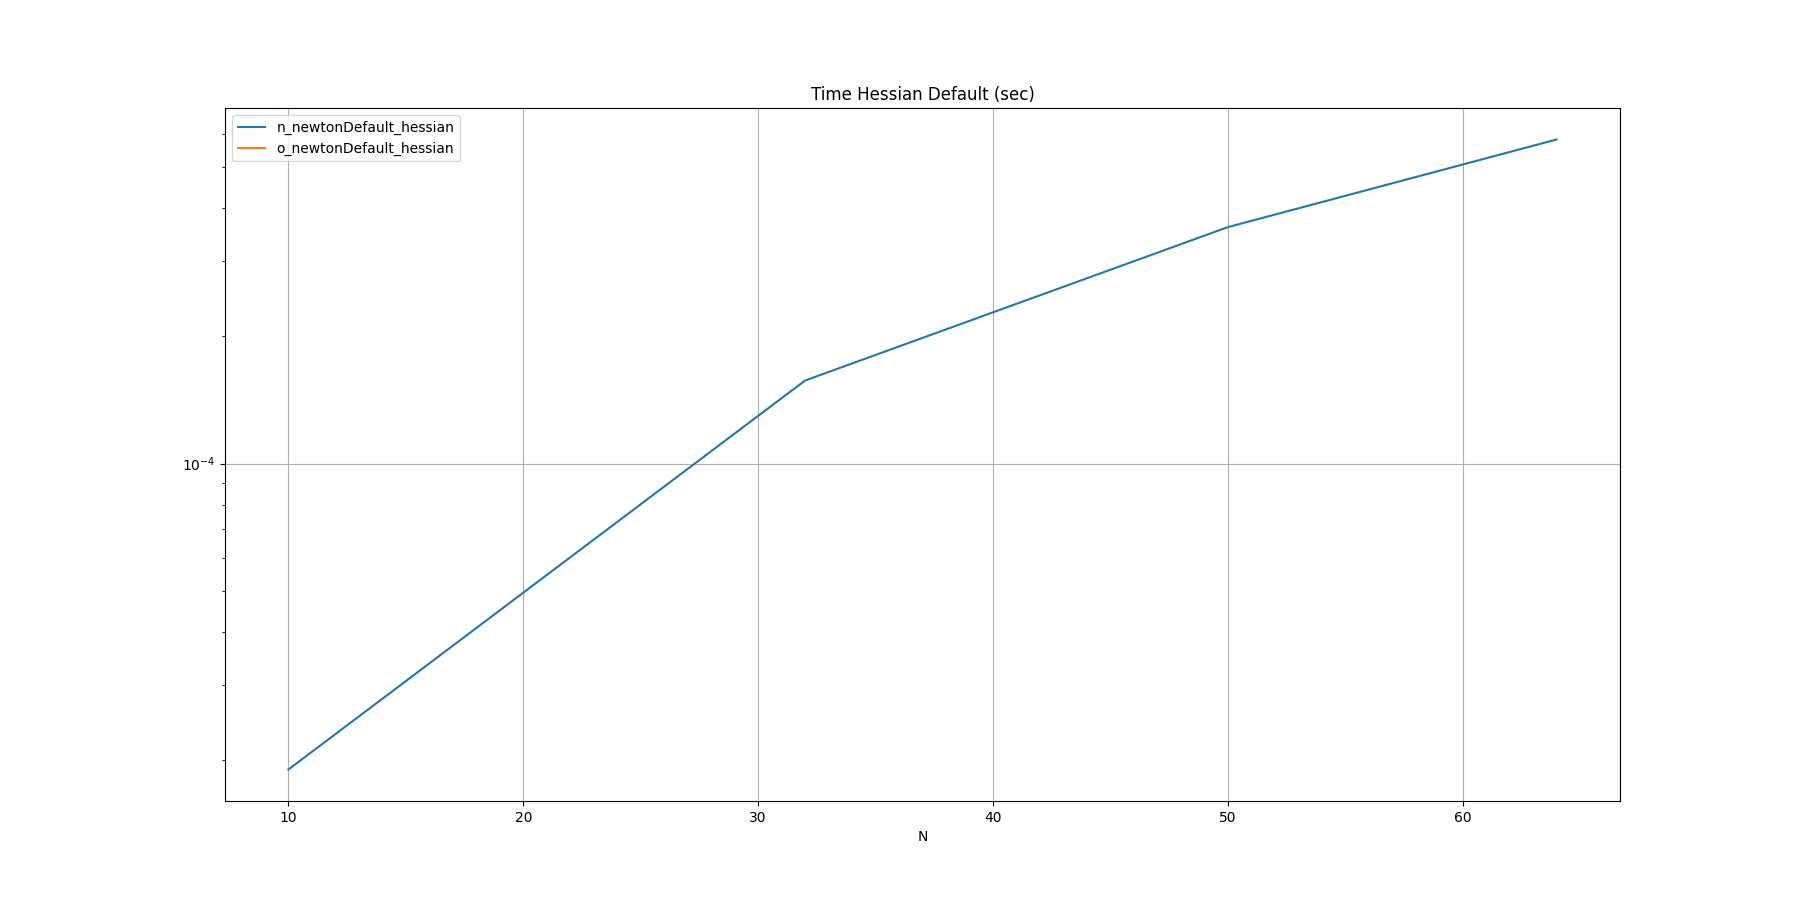 Time Hessian Default (sec)
n_newtonDefault_hessian
o_newtonDefault_hessian
10⁻⁴
10 20 30 40 50 60
N